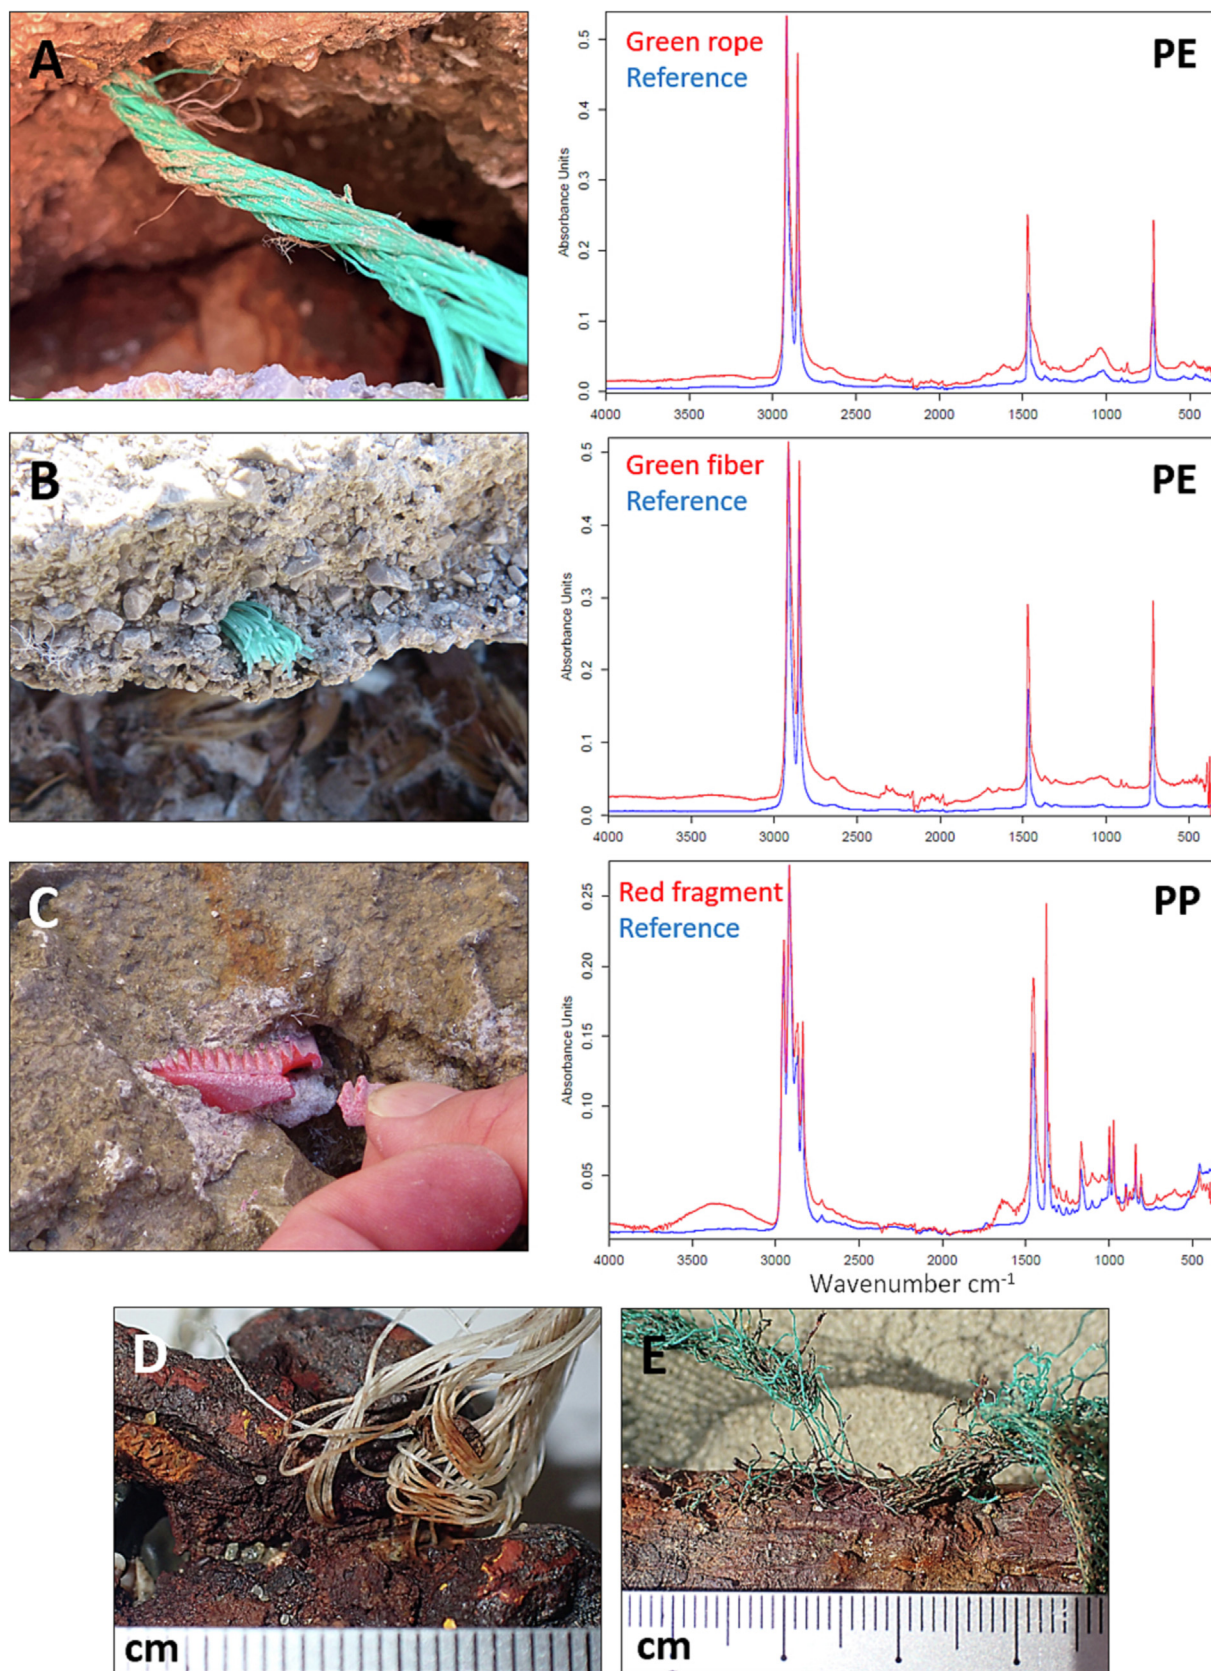 A
Green rope
Reference
PE
Absorbance Units
0.5
0.4
0.3
0.2
0.1
0.0
4000 3500 3000 2500 2000 1500 1000 500
B
Green fiber
Reference
PE
Absorbance Units
0.5
0.4
0.3
0.2
0.1
0.0
4000 3500 3000 2500 2000 1500 1000 500
C
Red fragment
Reference
PP
Absorbance Units
0.25
0.20
0.15
0.10
0.05
4000 3500 3000 2500 2000 1500 1000 500
Wavenumber cm-1
D
cm
E
cm